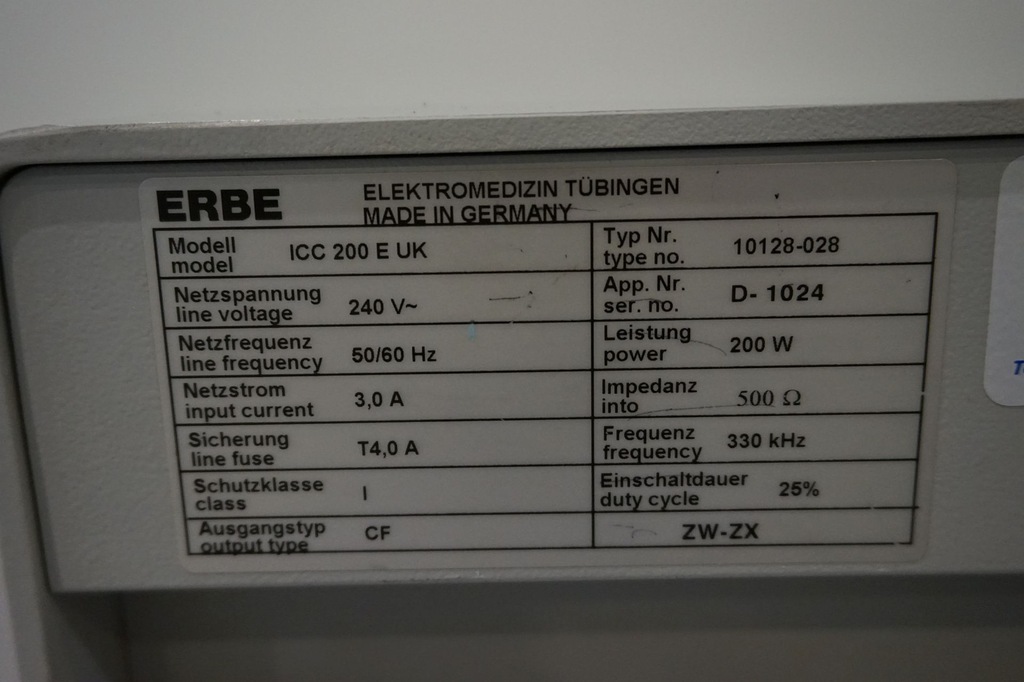 ERBE
ELEKTROMEDIZIN TÜBINGEN
MADE IN GERMANY
Modell
model
ICC 200 E UK
Typ Nr.
type no.
10128-028
Netzspannung
line voltage
240 V~
App. Nr.
ser. no.
D- 1024
Netzfrequenz
line frequency
50/60 Hz
Leistung
power
200 W
Netzstrom
input current
3,0 A
Impedanz
into
500 Ω
Sicherung
line fuse
T4,0 A
Frequenz
frequency
330 kHz
Schutzklasse
class
I
Einschaltdauer
duty cycle
25%
Ausgangstyp
output type
CF
ZW-ZX